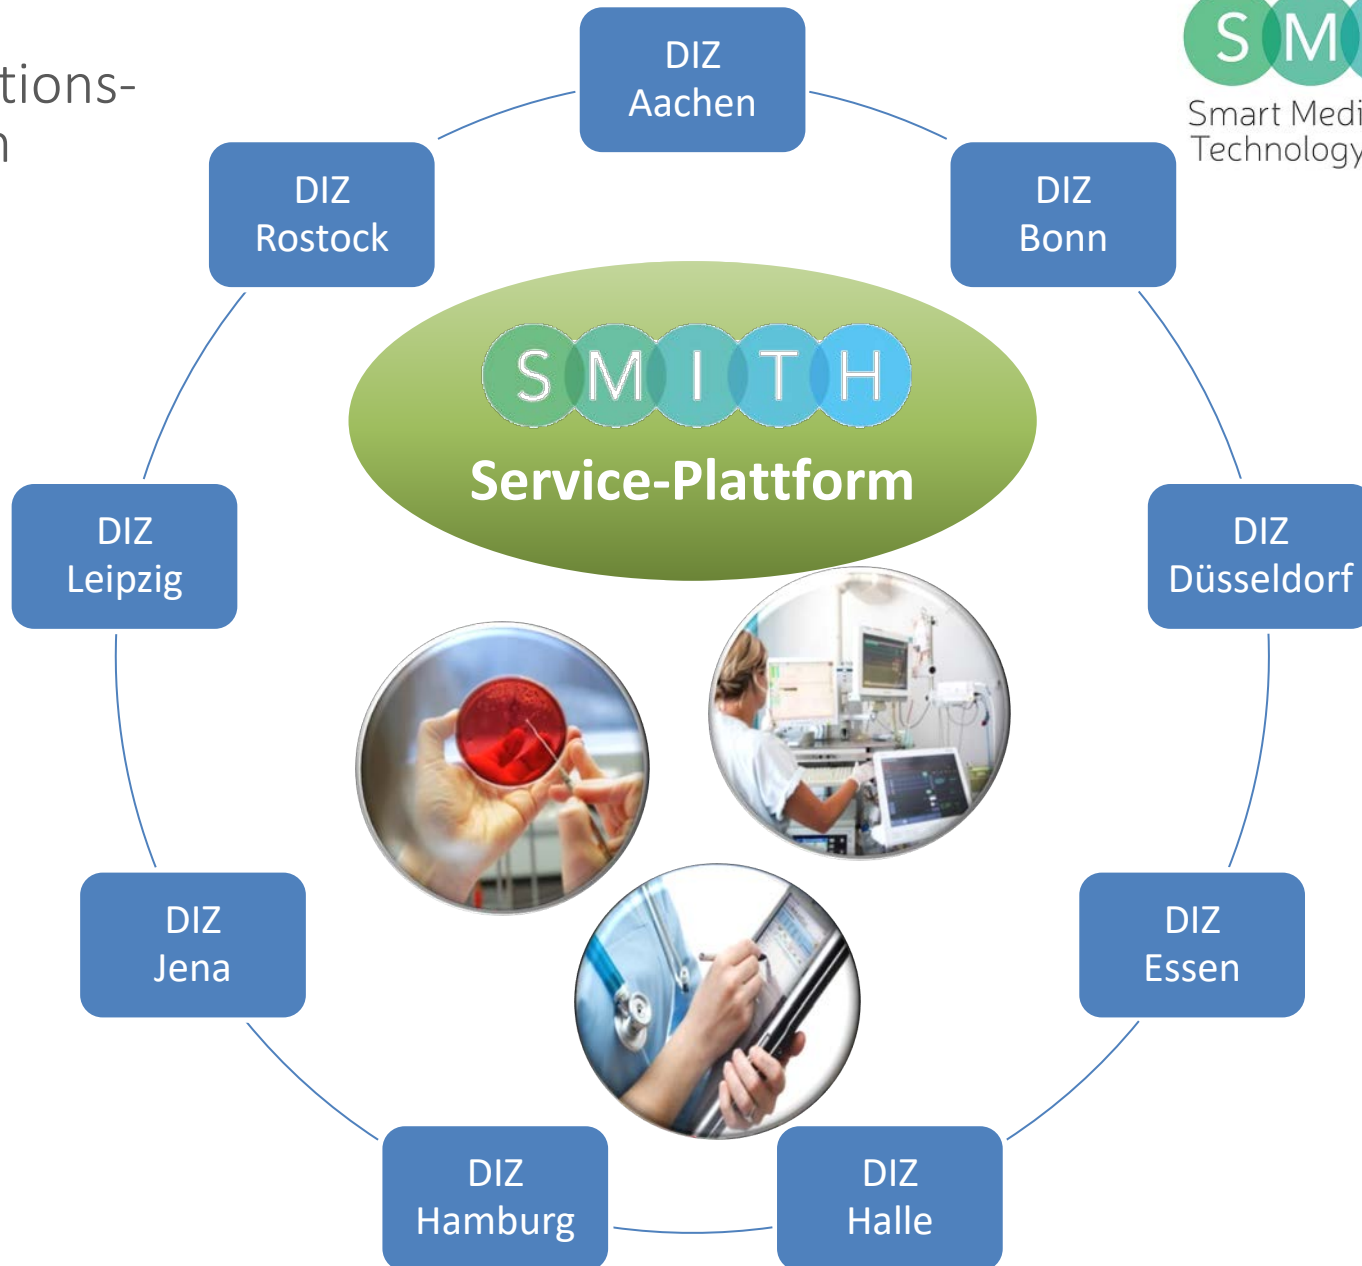 tions-
DIZ
Aachen
SM
Smart Medi
Technology
DIZ
Rostock
DIZ
Bonn
SMITH
Service-Plattform
DIZ
Leipzig
DIZ
Düsseldorf
DIZ
Jena
DIZ
Essen
DIZ
Hamburg
DIZ
Halle